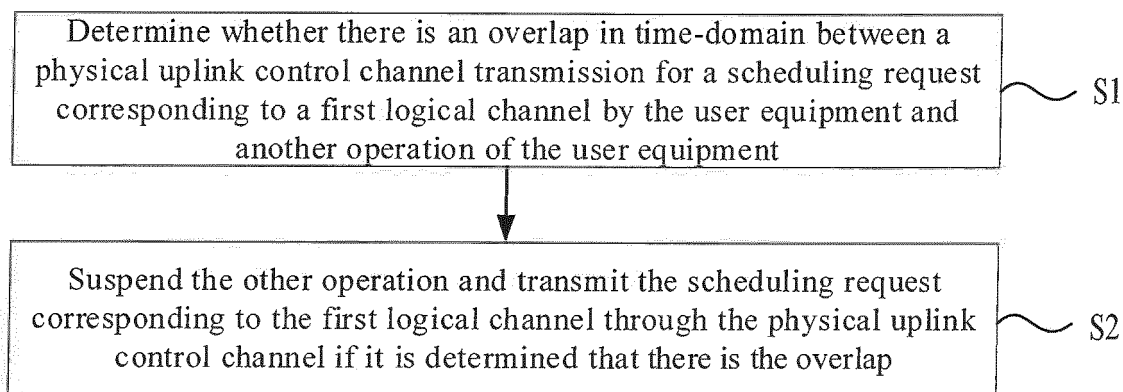 Determine whether there is an overlap in time-domain between a
physical uplink control channel transmission for a scheduling request
corresponding to a first logical channel by the user equipment and
another operation of the user equipment
S1
Suspend the other operation and transmit the scheduling request
corresponding to the first logical channel through the physical uplink
control channel if it is determined that there is the overlap
S2